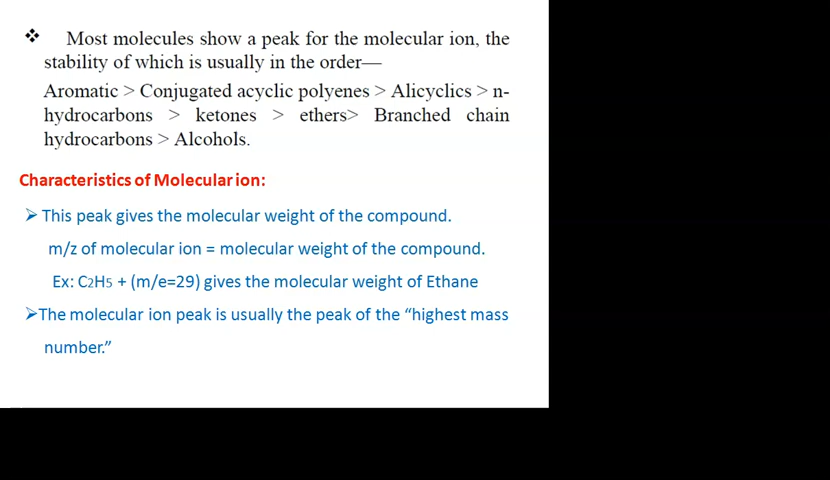 ❖ Most molecules show a peak for the molecular ion, the
stability of which is usually in the order—
Aromatic > Conjugated acyclic polyenes > Alicyclics > n-
hydrocarbons > ketones > ethers> Branched chain
hydrocarbons > Alcohols.
Characteristics of Molecular ion:
➢ This peak gives the molecular weight of the compound.
m/z of molecular ion = molecular weight of the compound.
Ex: C2H5 + (m/e=29) gives the molecular weight of Ethane
➢The molecular ion peak is usually the peak of the “highest mass
number.”